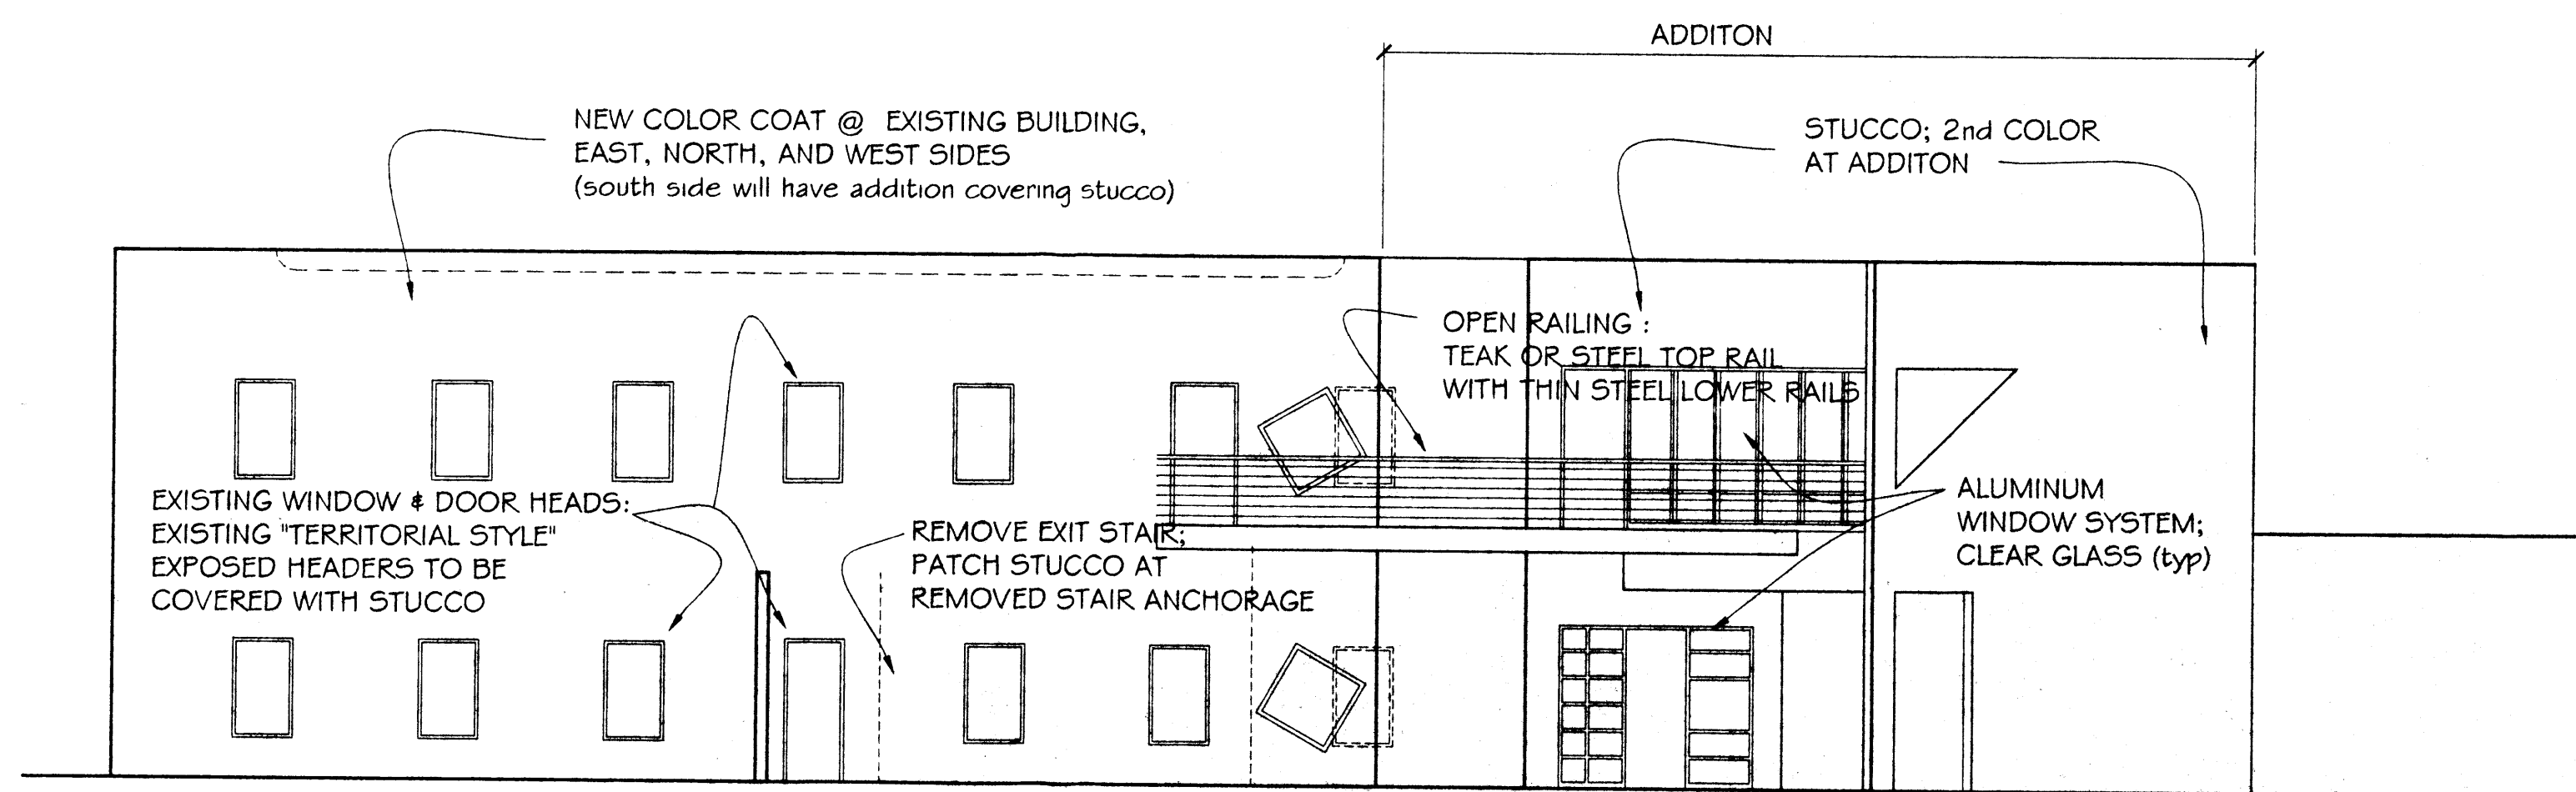 ADDITON
NEW COLOR COAT @ EXISTING BUILDING,
EAST, NORTH, AND WEST SIDES
(south side will have addition covering stucco)
STUCCO; 2nd COLOR
AT ADDITON
OPEN RAILING :
TEAK OR STEEL TOP RAIL
WITH THIN STEEL LOWER RAILS
EXISTING WINDOW & DOOR HEADS:
EXISTING "TERRITORIAL STYLE"
EXPOSED HEADERS TO BE
COVERED WITH STUCCO
REMOVE EXIT STAIR;
PATCH STUCCO AT
REMOVED STAIR ANCHORAGE
ALUMINUM
WINDOW SYSTEM;
CLEAR GLASS (typ)